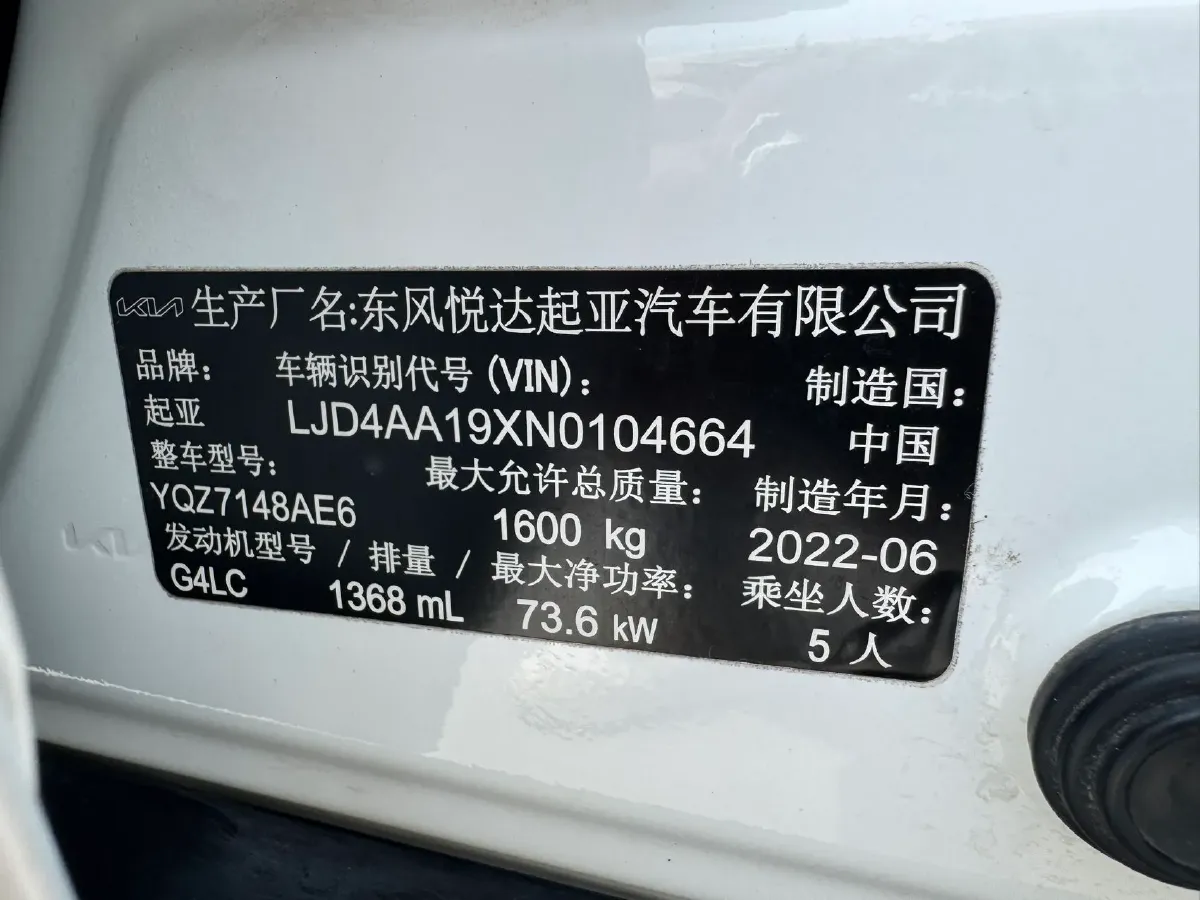 KIA 生产厂名:东风悦达起亚汽车有限公司
品牌: 车辆识别代号 (VIN): 制造国:
起亚 LJD4AA19XN0104664 中国
整车型号: 最大允许总质量: 制造年月:
YQZ7148AE6 1600 kg 2022-06
发动机型号 / 排量 / 最大净功率: 乘坐人数:
G4LC 1368 mL 73.6 kW 5 人